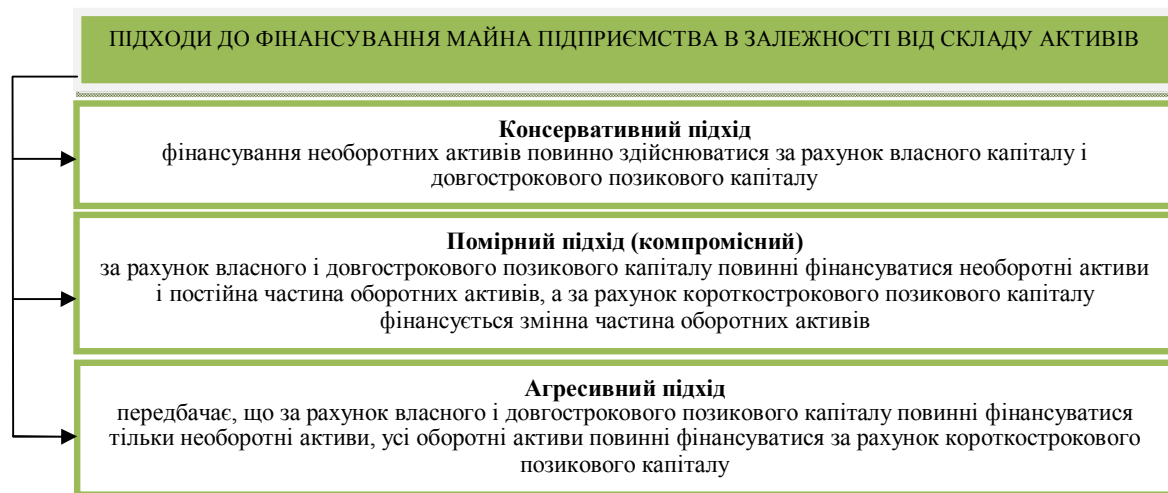 ПІДХОДИ ДО ФІНАНСУВАННЯ МАЙНА ПІДПРИЄМСТВА В ЗАЛЕЖНОСТІ ВІД СКЛАДУ АКТИВІВ
Консервативний підхід
фінансування необоротних активів повинно здійснюватися за рахунок власного капіталу і
довгострокового позикового капіталу
Помірний підхід (компромісний)
за рахунок власного і довгострокового позикового капіталу повинні фінансуватися необоротні активи
і постійна частина оборотних активів, а за рахунок короткострокового позикового капіталу
фінансується змінна частина оборотних активів
Агресивний підхід
передбачає, що за рахунок власного і довгострокового позикового капіталу повинні фінансуватися
тільки необоротні активи, усі оборотні активи повинні фінансуватися за рахунок короткострокового
позикового капіталу